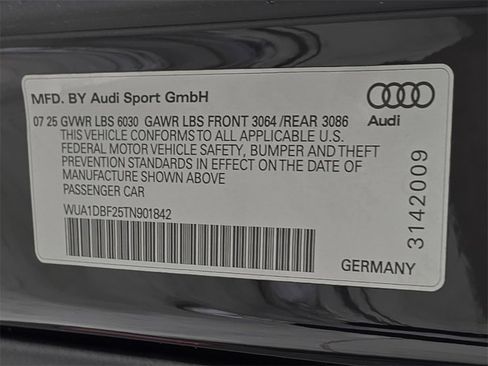 MFD. BY Audi Sport GmbH
07 25 GVWR LBS 6030 GAWR LBS FRONT 3064 /REAR 3086
THIS VEHICLE CONFORMS TO ALL APPLICABLE U.S.
FEDERAL MOTOR VEHICLE SAFETY, BUMPER AND THEFT
PREVENTION STANDARDS IN EFFECT ON THE DATE OF
MANUFACTURE SHOWN ABOVE
PASSENGER CAR
WUA1DBF25TN901842
Audi
3142009
GERMANY